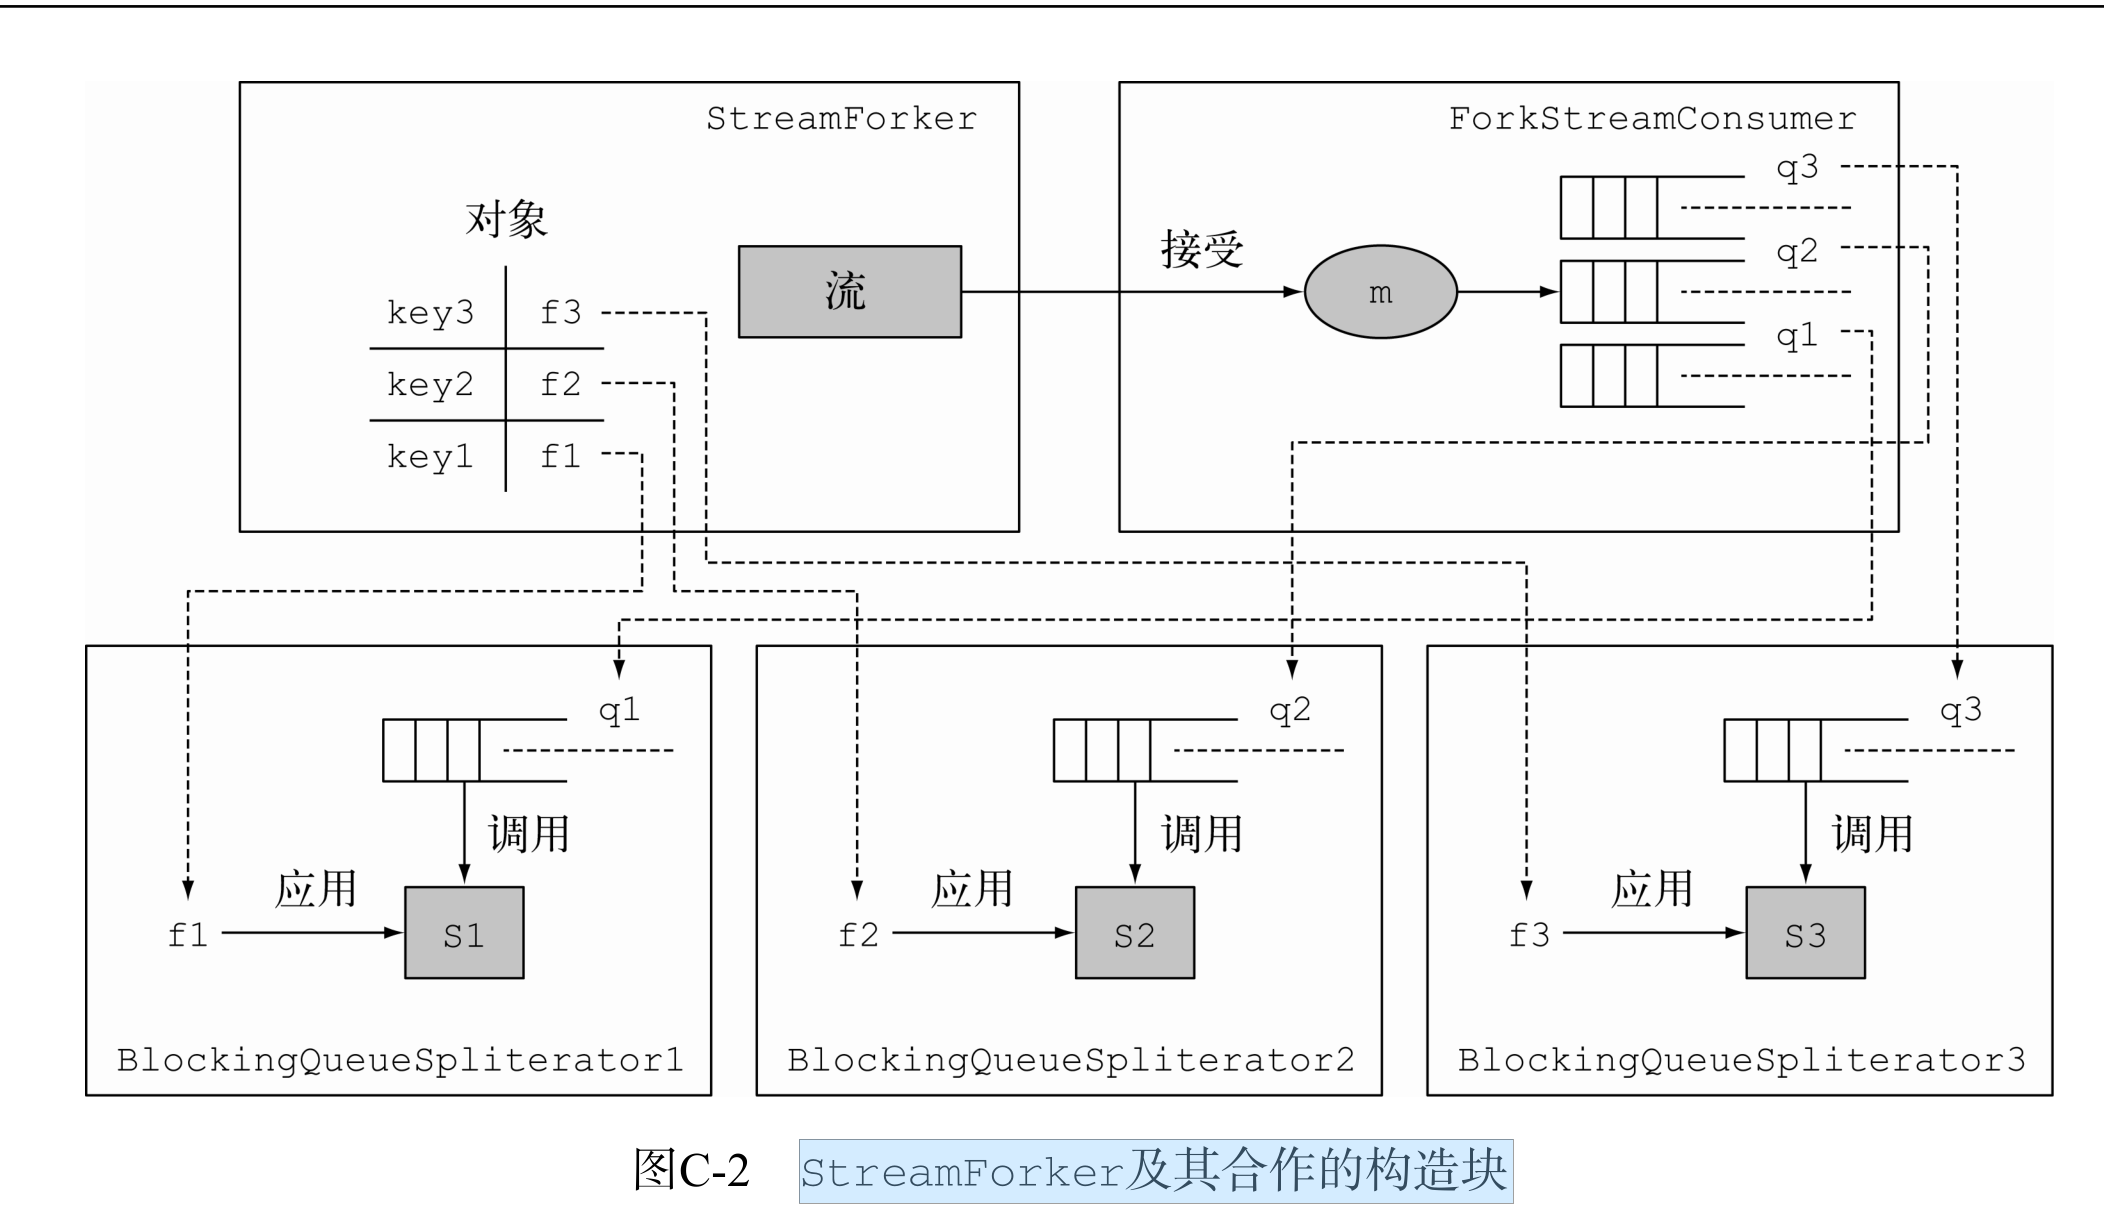 StreamForker
对象
key3 f3
key2 f2
key1 f1
流
接受
ForkStreamConsumer
m
q3
q2
q1
q1
调用
应用
f1
S1
BlockingQueueSpliterator1
q2
调用
应用
f2
S2
BlockingQueueSpliterator2
q3
调用
应用
f3
S3
BlockingQueueSpliterator3
图C-2 StreamForker及其合作的构造块